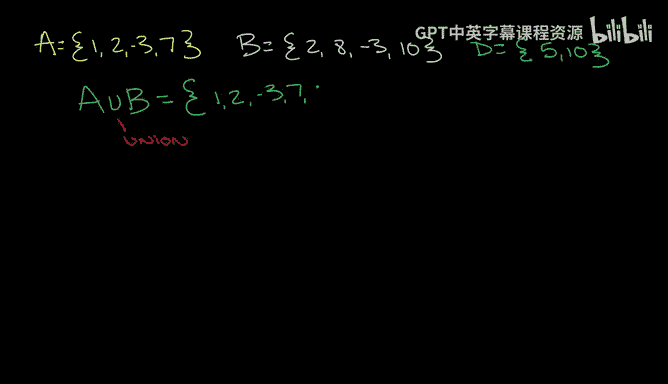 GPT中英字幕课程资源 bilibili
A={1,2,-3,7} B={2,8,-3,10} D={5,10}
A∪B={1,2,-3,7,
union